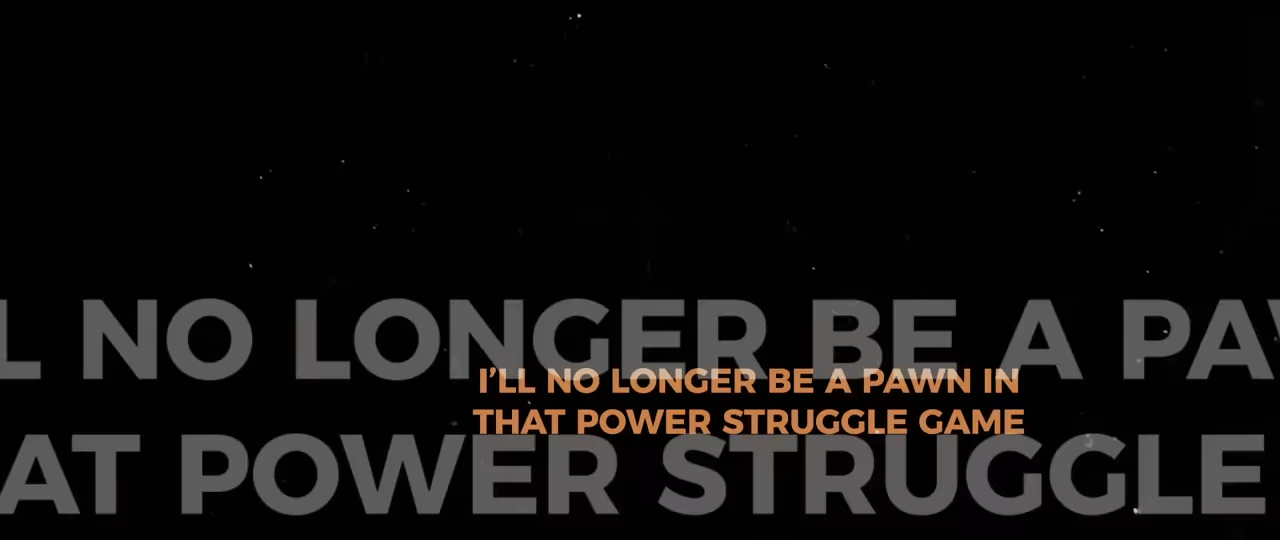 L NO LONGER BE A PA
I’LL NO LONGER BE A PAWN IN
THAT POWER STRUGGLE GAME
AT POWER STRUGGLE